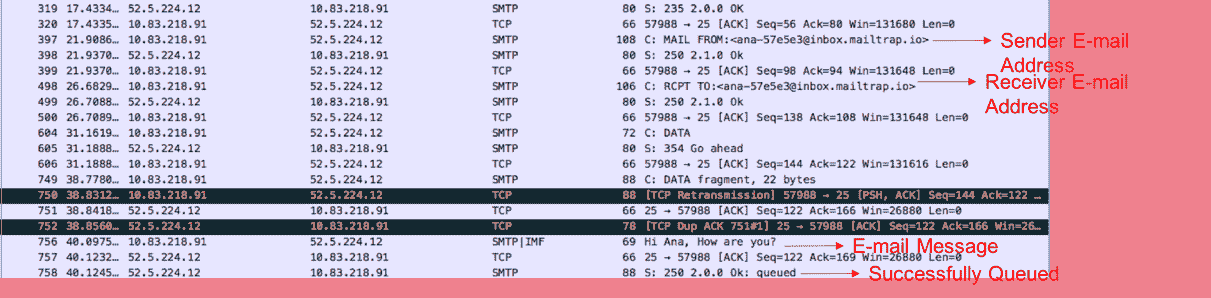 319 17.4334… 52.5.224.12 10.83.218.91 SMTP 80 S: 235 2.0.0 OK
320 17.4335… 10.83.218.91 52.5.224.12 TCP 66 57988 → 25 [ACK] Seq=56 Ack=80 Win=131680 Len=0
397 21.9086… 10.83.218.91 52.5.224.12 SMTP 108 C: MAIL FROM:<ana-57e5e3@inbox.mailtrap.io> Sender E-mail Address
398 21.9370… 52.5.224.12 10.83.218.91 SMTP 80 S: 250 2.1.0 Ok
399 21.9370… 10.83.218.91 52.5.224.12 TCP 66 57988 → 25 [ACK] Seq=98 Ack=94 Win=131648 Len=0
498 26.6829… 10.83.218.91 52.5.224.12 SMTP 106 C: RCPT TO:<ana-57e5e3@inbox.mailtrap.io> Receiver E-mail Address
499 26.7088… 52.5.224.12 10.83.218.91 SMTP 80 S: 250 2.1.0 Ok
500 26.7089… 10.83.218.91 52.5.224.12 TCP 66 57988 → 25 [ACK] Seq=138 Ack=108 Win=131648 Len=0
604 31.1619… 10.83.218.91 52.5.224.12 SMTP 72 C: DATA
605 31.1888… 52.5.224.12 10.83.218.91 SMTP 80 S: 354 Go ahead
606 31.1888… 10.83.218.91 52.5.224.12 TCP 66 57988 → 25 [ACK] Seq=144 Ack=122 Win=131616 Len=0
749 38.7780… 10.83.218.91 52.5.224.12 SMTP 88 C: DATA fragment, 22 bytes
750 38.8312… 10.83.218.91 52.5.224.12 TCP 88 [TCP Retransmission] 57988 → 25 [PSH, ACK] Seq=144 Ack=122 …
751 38.8418… 52.5.224.12 10.83.218.91 TCP 66 25 → 57988 [ACK] Seq=122 Ack=166 Win=26880 Len=0
752 38.8560… 52.5.224.12 10.83.218.91 TCP 78 [TCP Dup ACK 751#1] 25 → 57988 [ACK] Seq=122 Ack=166 Win=26…
756 40.0975… 10.83.218.91 52.5.224.12 SMTP|IMF 69 Hi Ana, How are you? E-mail Message
757 40.1232… 52.5.224.12 10.83.218.91 TCP 66 25 → 57988 [ACK] Seq=122 Ack=169 Win=26880 Len=0
758 40.1245… 52.5.224.12 10.83.218.91 SMTP 88 S: 250 2.0.0 Ok: queued Successfully Queued